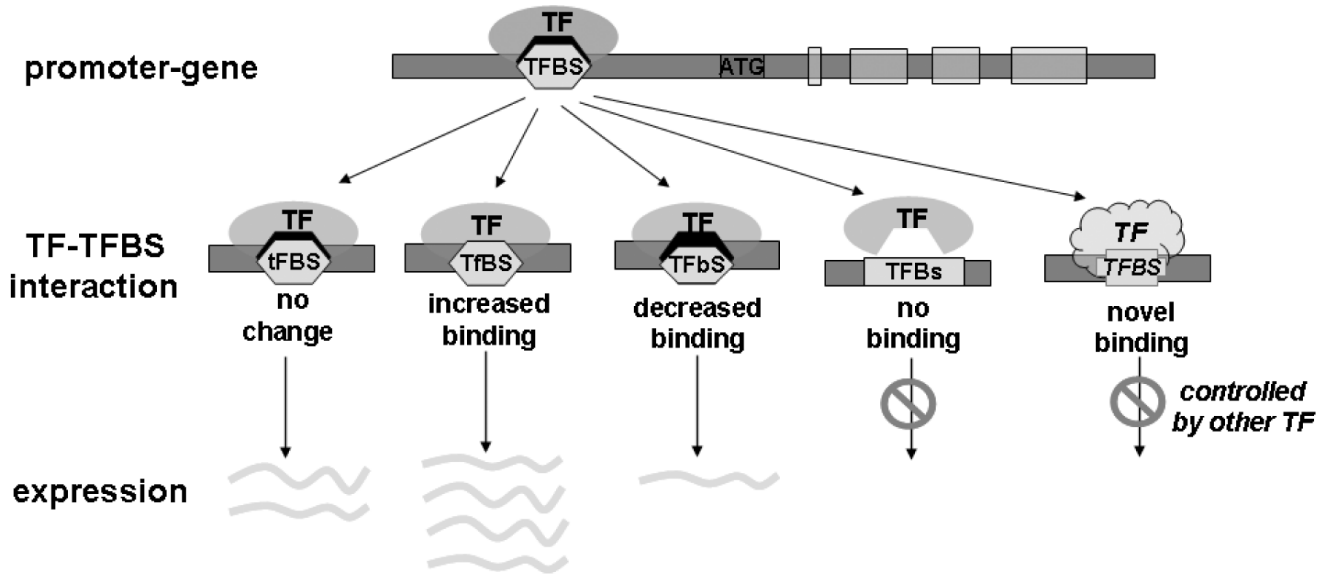 TF
promoter-gene
TFBS
ATG
TF-TFBS
interaction
TF
tFBS
no
change
TF
TfBS
increased
binding
TF
TFbS
decreased
binding
TF
TFBs
no
binding
TF
TFBS
novel
binding
controlled
by other TF
expression